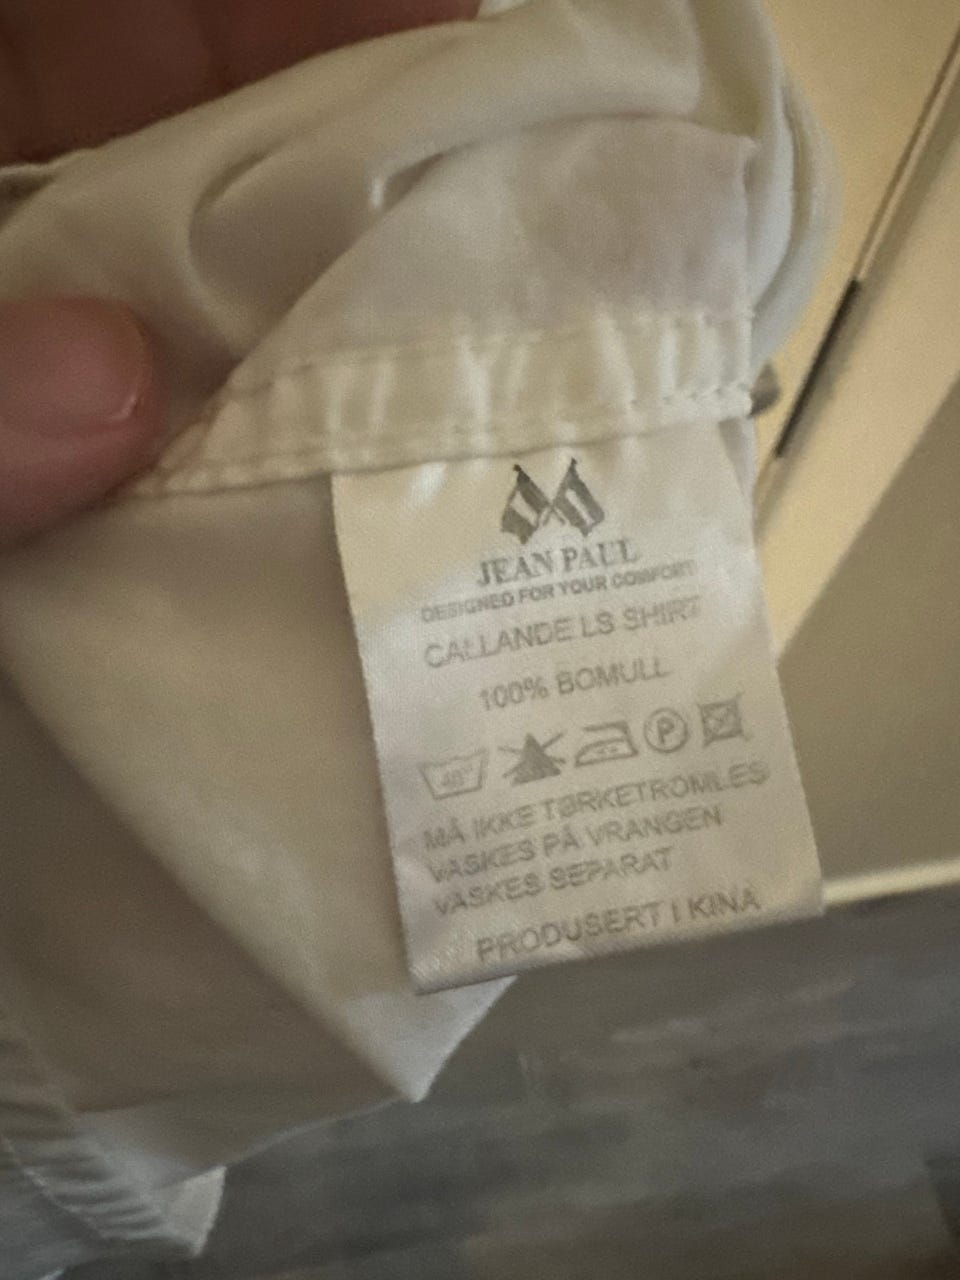 JEAN PAUL
DESIGNED FOR YOUR COMFORT
CALLANDE LS SHIRT
100% BOMULL
40° P
MÅ IKKE TØRKETROMLES
VASKES PÅ VRANGEN
VASKES SEPARAT
PRODUSERT I KINA